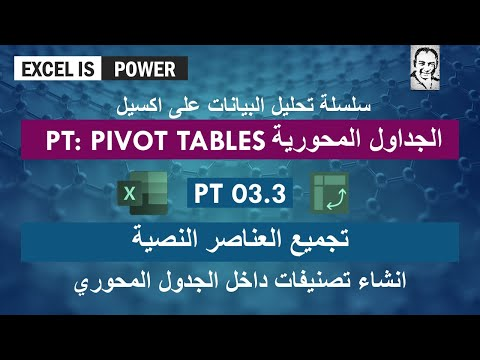 EXCEL IS POWER
سلسلة تحليل البيانات على اكسيل
PT: PIVOT TABLES الجداول المحورية
PT 03.3
تجميع العناصر النصية
انشاء تصنيفات داخل الجدول المحوري